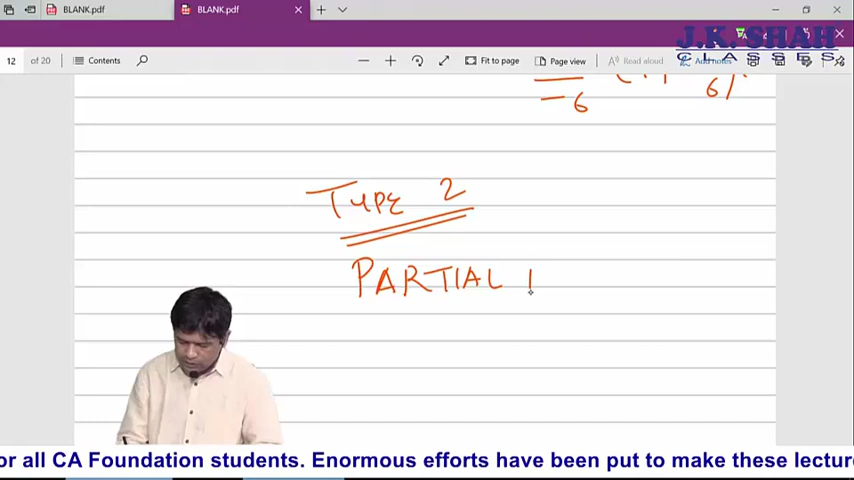 BLANK.pdf
BLANK.pdf
J.K. SHAH
CLASSES
12 of 20
Contents
Fit to page
Page view
Read aloud
Add notes
6
6
TYPE 2
PARTIAL
or all CA Foundation students. Enormous efforts have been put to make these lecture